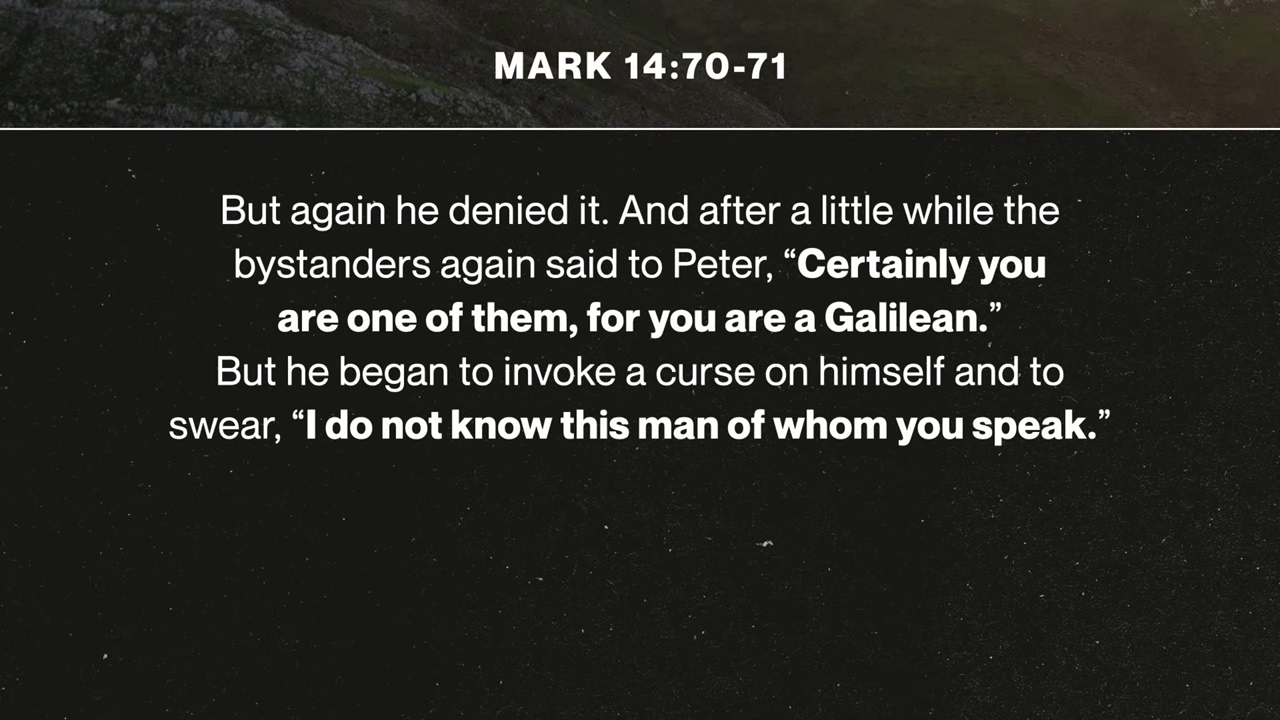 MARK 14:70-71
But again he denied it. And after a little while the
bystanders again said to Peter, “Certainly you
are one of them, for you are a Galilean.”
But he began to invoke a curse on himself and to
swear, “I do not know this man of whom you speak.”